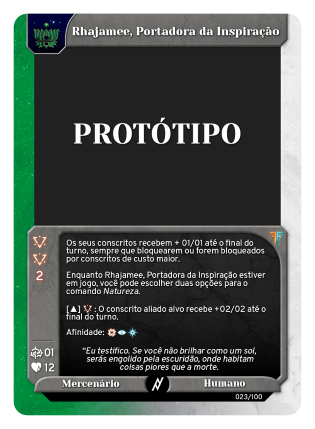 Rhajamee, Portadora da Inspiração
PROTÓTIPO
Os seus conscritos recebem + 01/01 até o final do
turno, sempre que bloquearem ou forem bloqueados
por conscritos de custo maior.
Enquanto Rhajamee, Portadora da Inspiração estiver
em jogo, você pode escolher duas opções para o
comando Natureza.
[▲] : O conscrito aliado alvo recebe +02/02 até o
final do turno.
Afinidade:
"Eu testifico. Se você não brilhar como um sol,
serás engolido pela escuridão, onde habitam
coisas piores que a morte.
2
01
12
Mercenário
Humano
023/100